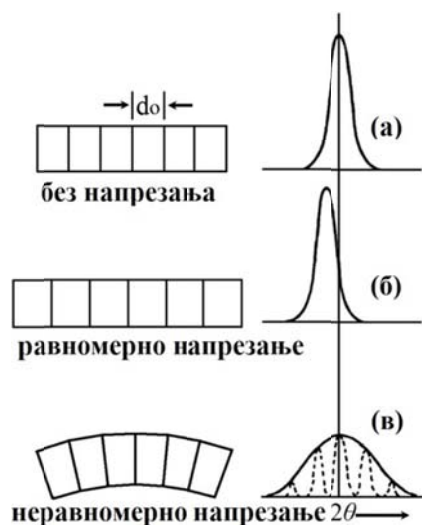 d₀
(а)
без напрезања
(б)
равномерно напрезање
(в)
неравномерно напрезање 2θ